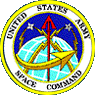 UNITED STATES ARMY
SPACE COMMAND